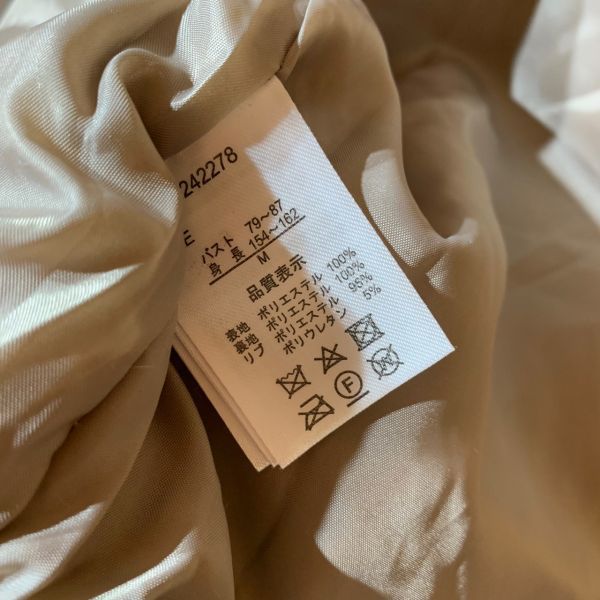 242278
E
バスト 79～87
身長 154～162
M
品質表示
表地 ポリエステル 100%
裏地 ポリエステル 100%
リブ ポリエステル 95%
ポリウレタン 5%
F